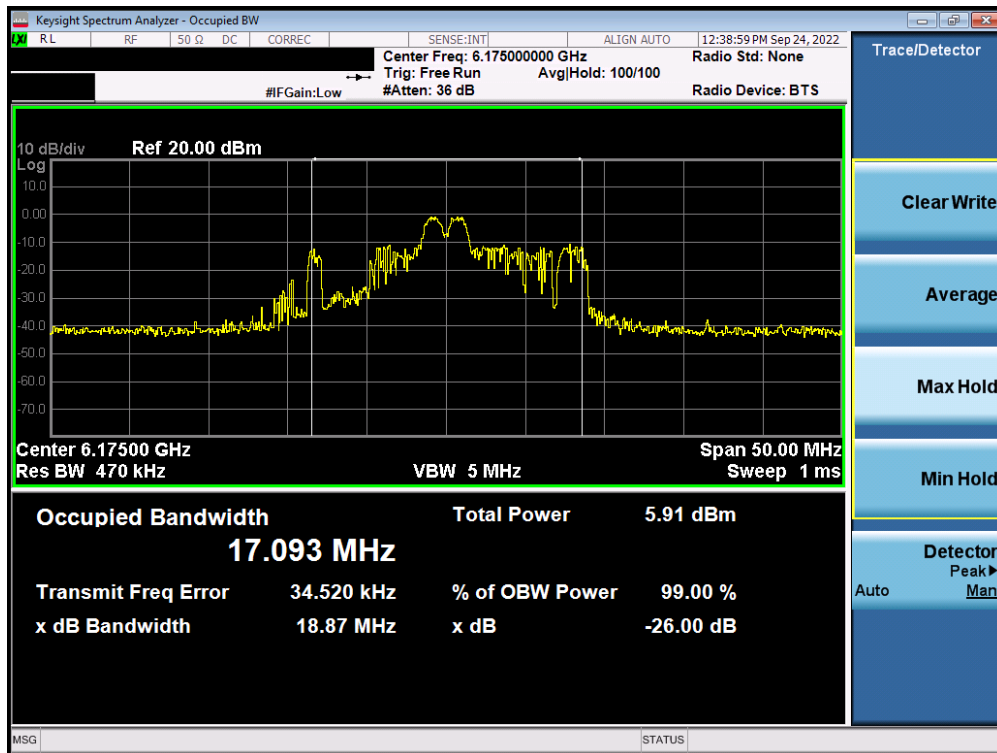 Keysight Spectrum Analyzer - Occupied BW
LXI RL RF 50 Ω DC CORREC SENSE:INT ALIGN AUTO 12:38:59 PM Sep 24, 2022
Center Freq: 6.175000000 GHz Radio Std: None
Trig: Free Run Avg|Hold: 100/100
#IFGain:Low #Atten: 36 dB Radio Device: BTS
10 dB/div Ref 20.00 dBm
Log
10.0
0.00
-10.0
-20.0
-30.0
-40.0
-50.0
-60.0
-70.0
Center 6.17500 GHz Span 50.00 MHz
Res BW 470 kHz VBW 5 MHz Sweep 1 ms
Occupied Bandwidth Total Power 5.91 dBm
17.093 MHz
Transmit Freq Error 34.520 kHz % of OBW Power 99.00 %
x dB Bandwidth 18.87 MHz x dB -26.00 dB
MSG STATUS
Trace/Detector
Clear Write
Average
Max Hold
Min Hold
Detector
Peak▶
Auto Man